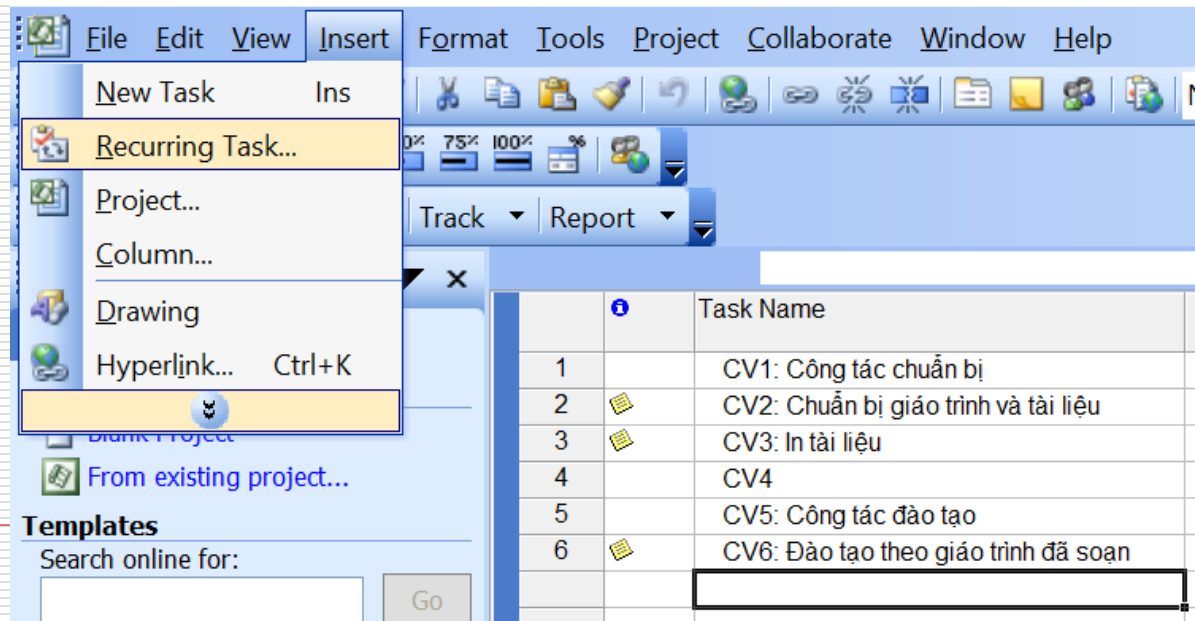 File Edit View Insert Format Tools Project Collaborate Window Help
New Task Ins
Recurring Task...
75% 100% %
Project...
Track Report
Column...
Drawing
Hyperlink... Ctrl+K
Blank Project
From existing project...
Templates
Search online for:
Go
Task Name
1 CV1: Công tác chuẩn bị
2 CV2: Chuẩn bị giáo trình và tài liệu
3 CV3: In tài liệu
4 CV4
5 CV5: Công tác đào tạo
6 CV6: Đào tạo theo giáo trình đã soạn